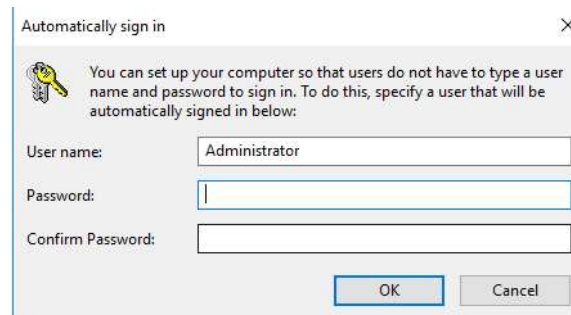 Automatically sign in
You can set up your computer so that users do not have to type a user
name and password to sign in. To do this, specify a user that will be
automatically signed in below:
User name:
Administrator
Password:
Confirm Password:
OK
Cancel